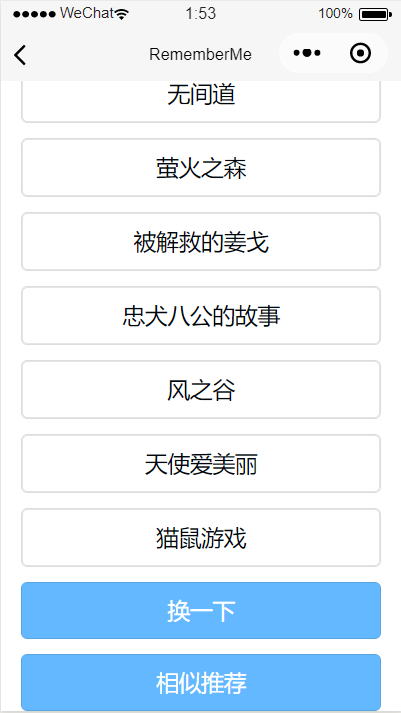 WeChat 1:53 100%
RememberMe
无间道
萤火之森
被解救的姜戈
忠犬八公的故事
风之谷
天使爱美丽
猫鼠游戏
换一下
相似推荐